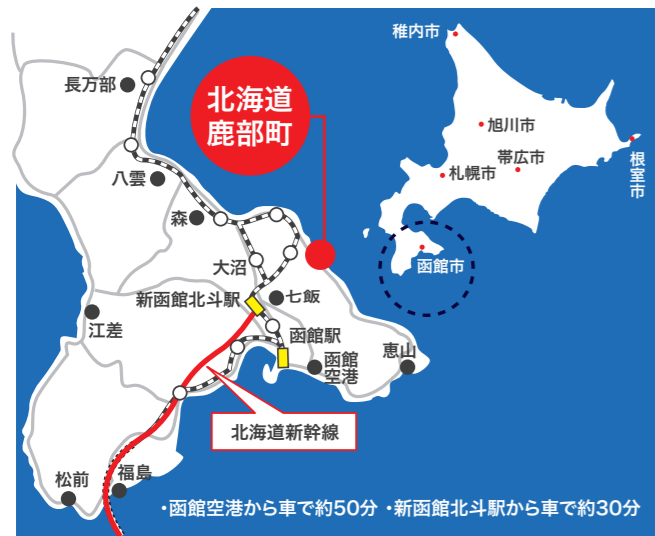 北海道
鹿部町
長万部
八雲
森
大沼
新函館北斗駅
七飯
江差
函館駅
函館
空港
恵山
北海道新幹線
松前
福島
稚内市
旭川市
帯広市
札幌市
根室市
函館市
・函館空港から車で約50分 ・新函館北斗駅から車で約30分